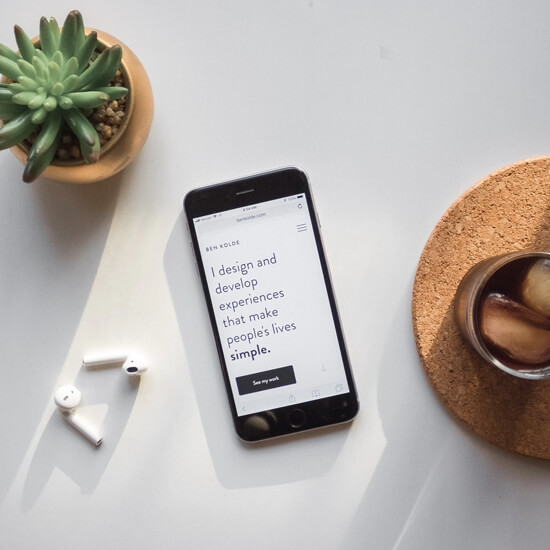 benkolde.com
BEN KOLDE
I design and
develop
experiences
that make
people's lives
simple.
See my work